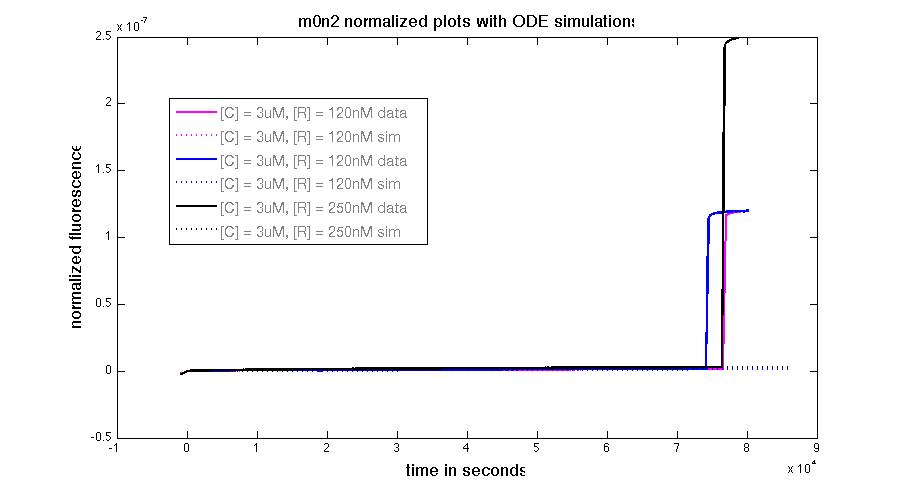 m0n2 normalized plots with ODE simulations
x 10^-7
2.5
2
1.5
1
0.5
0
-0.5
normalized fluorescence
[C] = 3uM, [R] = 120nM data
[C] = 3uM, [R] = 120nM sim
[C] = 3uM, [R] = 120nM data
[C] = 3uM, [R] = 120nM sim
[C] = 3uM, [R] = 250nM data
[C] = 3uM, [R] = 250nM sim
-1 0 1 2 3 4 5 6 7 8 9
time in seconds
x 10^4